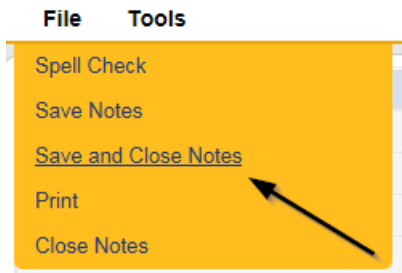 File Tools
Spell Check
Save Notes
Save and Close Notes
Print
Close Notes